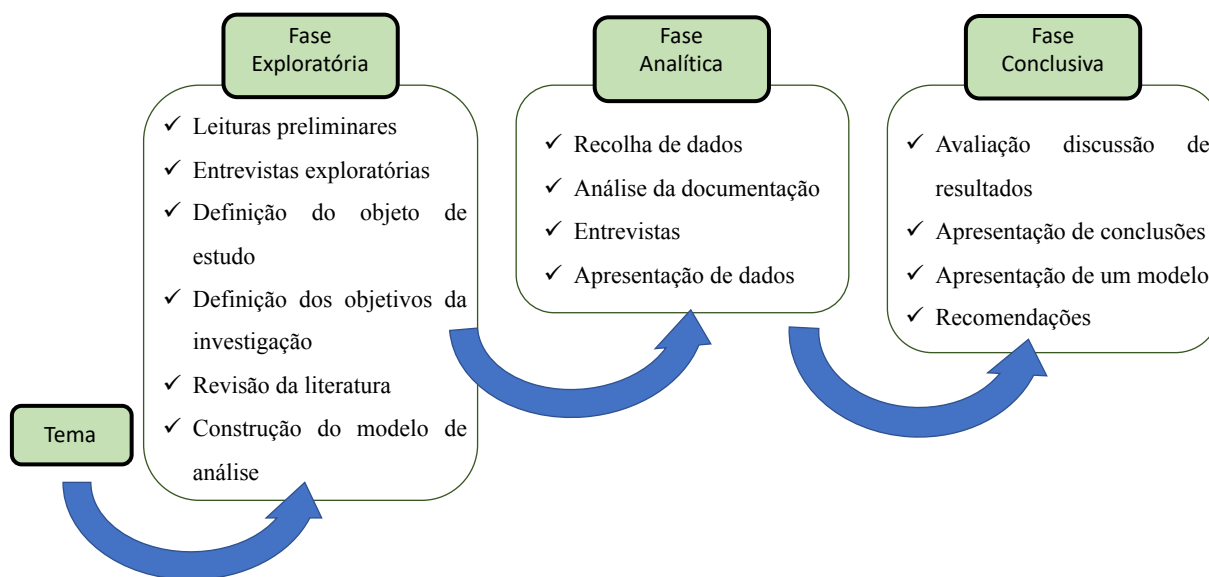 Tema
Fase
Exploratória
✓ Leituras preliminares
✓ Entrevistas exploratórias
✓ Definição do objeto de
estudo
✓ Definição dos objetivos da
investigação
✓ Revisão da literatura
✓ Construção do modelo de
análise
Fase
Analítica
✓ Recolha de dados
✓ Análise da documentação
✓ Entrevistas
✓ Apresentação de dados
Fase
Conclusiva
✓ Avaliação discussão de
resultados
✓ Apresentação de conclusões
✓ Apresentação de um modelo
✓ Recomendações